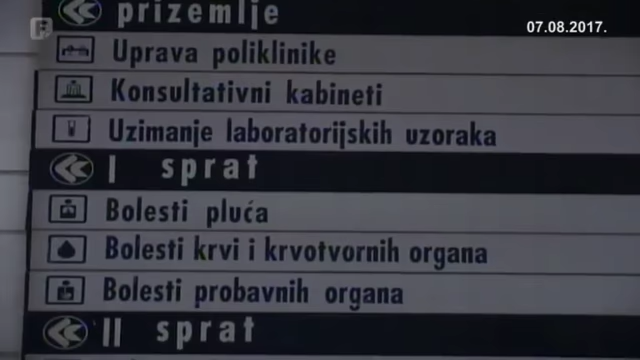 prizemlje
07.08.2017.
Uprava poliklinike
Konsultativni kabineti
Uzimanje laboratorijskih uzoraka
I sprat
Bolesti pluća
Bolesti krvi i krvotvornih organa
Bolesti probavnih organa
II sprat